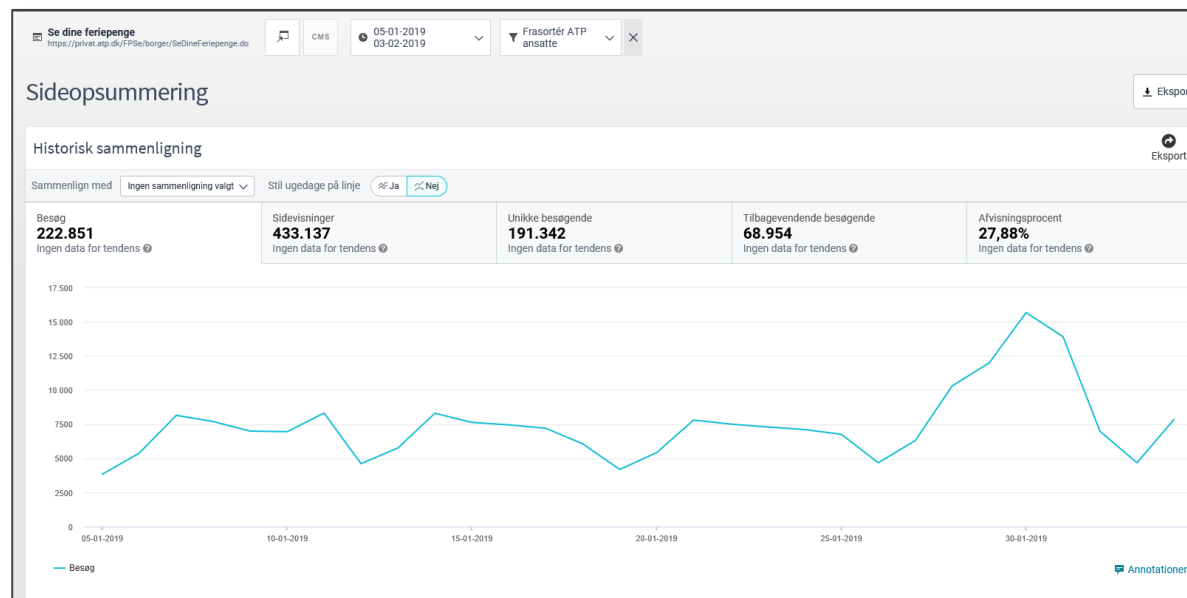 Se dine feriepenge
https://privat.atp.dk/FPSe/borger/SeDineFeriepenge.do
CMS
05-01-2019
03-02-2019
Frasortér ATP
ansatte
Sideopsummering
Ekspor
Historisk sammenligning
Eksport
Sammenlign med
Ingen sammenligning valgt
Stil ugedage på linje
Ja
Nej
Besøg
222.851
Ingen data for tendens
Sidevisninger
433.137
Ingen data for tendens
Unikke besøgende
191.342
Ingen data for tendens
Tilbagevendende besøgende
68.954
Ingen data for tendens
Afvisningsprocent
27,88%
Ingen data for tendens
17.500
15.000
12.500
10.000
7500
5000
2500
0
05-01-2019
10-01-2019
15-01-2019
20-01-2019
25-01-2019
30-01-2019
Besøg
Annotationer